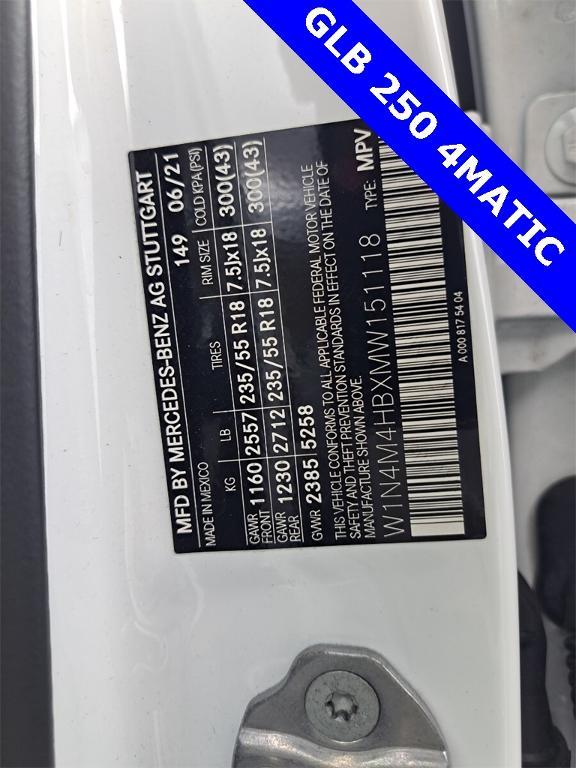 GLB 250 4MATIC
MFD BY MERCEDES-BENZ AG STUTTGART
MADE IN MEXICO 149 06/21
KG LB TIRES RIM SIZE COLD KPA(PSI)
GAWR FRONT 1160 2557 235/55 R18 7.5Jx18 300(43)
GAWR REAR 1230 2712 235/55 R18 7.5Jx18 300(43)
GVWR 2385 5258
THIS VEHICLE CONFORMS TO ALL APPLICABLE FEDERAL MOTOR VEHICLE
SAFETY AND THEFT PREVENTION STANDARDS IN EFFECT ON THE DATE OF
MANUFACTURE SHOWN ABOVE.
W1N4M4HBXMW151118 TYPE: MPV
A 000 817 54 04